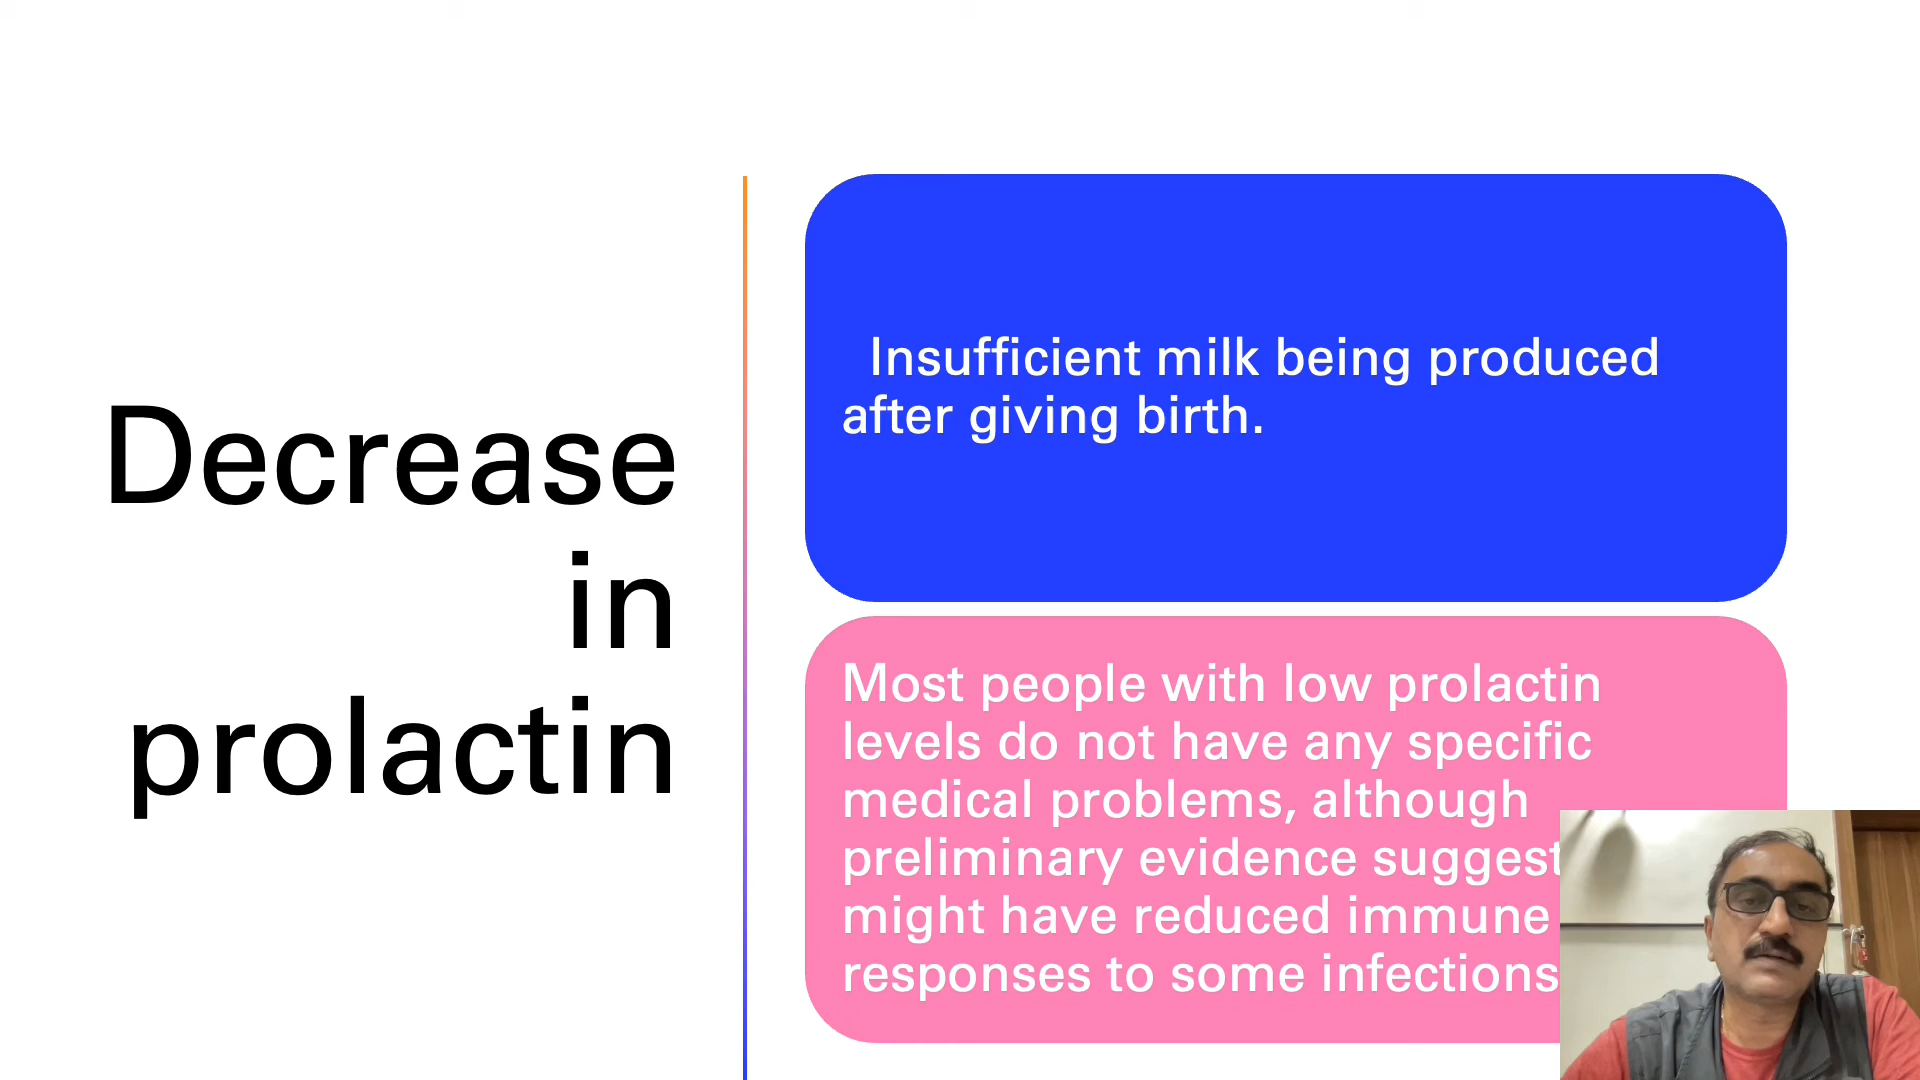 Decrease
in
prolactin
Insufficient milk being produced
after giving birth.
Most people with low prolactin
levels do not have any specific
medical problems, although
preliminary evidence suggest
might have reduced immune
responses to some infections